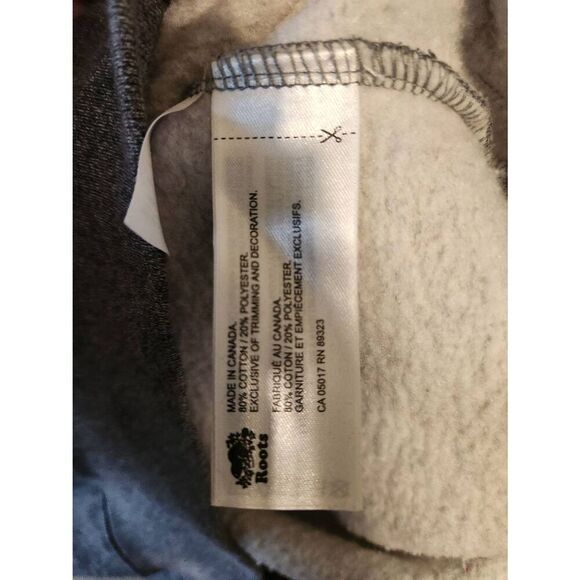 Roots
MADE IN CANADA.
80% COTTON / 20% POLYESTER.
EXCLUSIVE OF TRIMMING AND DECORATION.
FABRIQUÉ AU CANADA.
80% COTON / 20% POLYESTER.
GARNITURE ET EMPIÈCEMENT EXCLUSIFS.
CA 05017 RN 89323